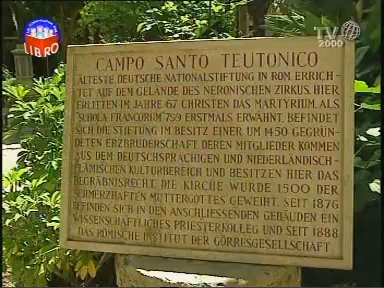 IL
LIBRO
TV
2000
CAMPO SANTO TEUTONICO
ÄLTESTE DEUTSCHE NATIONALSTIFTUNG IN ROM. ERRICH-
TET AUF DEM GELÄNDE DES NERONISCHEN ZIRKUS. HIER
ERLITTEN IM JAHRE 67 CHRISTEN DAS MARTYRIUM. ALS
"SCHOLA FRANCORUM" 759 ERSTMALS ERWÄHNT. BEFINDET
SICH DIE STIFTUNG IM BESITZ EINER UM 1450 GEGRÜN-
DETEN ERZBRUDERSCHAFT, DEREN MITGLIEDER KOMMEN
AUS DEM DEUTSCHSPRACHIGEN UND NIEDERLÄNDISCH-
FLÄMISCHEN KULTURBEREICH UND BESITZEN HIER DAS
BEGRÄBNISRECHT. DIE KIRCHE WURDE 1500 DER
SCHMERZHAFTEN MUTTERGOTTES GEWEIHT. SEIT 1876
BEFINDEN SICH IN DEN ANSCHLIESSENDEN GEBÄUDEN EIN
WISSENSCHAFTLICHES PRIESTERKOLLEG UND SEIT 1888
DAS RÖMISCHE INSTITUT DER GÖRRESGESELLSCHAFT